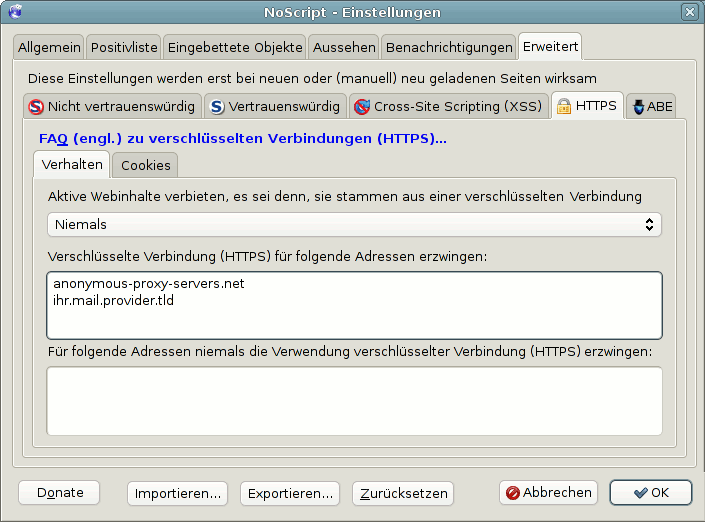 NoScript - Einstellungen
Allgemein Positivliste Eingebettete Objekte Aussehen Benachrichtigungen Erweitert
Diese Einstellungen werden erst bei neuen oder (manuell) neu geladenen Seiten wirksam
Nicht vertrauenswürdig Vertrauenswürdig Cross-Site Scripting (XSS) HTTPS ABE
FAQ (engl.) zu verschlüsselten Verbindungen (HTTPS)...
Verhalten Cookies
Aktive Webinhalte verbieten, es sei denn, sie stammen aus einer verschlüsselten Verbindung
Niemals
Verschlüsselte Verbindung (HTTPS) für folgende Adressen erzwingen:
anonymous-proxy-servers.net
ihr.mail.provider.tld
Für folgende Adressen niemals die Verwendung verschlüsselter Verbindung (HTTPS) erzwingen:
Donate Importieren... Exportieren... Zurücksetzen Abbrechen OK